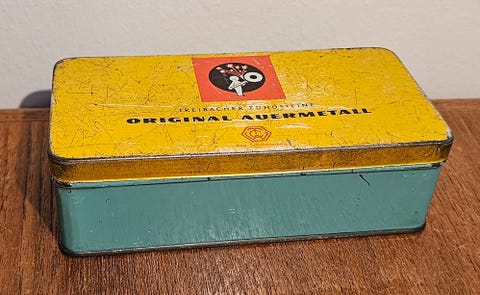 TREIBACHER ZÜNDSTEINE
ORIGINAL AUERMETALL